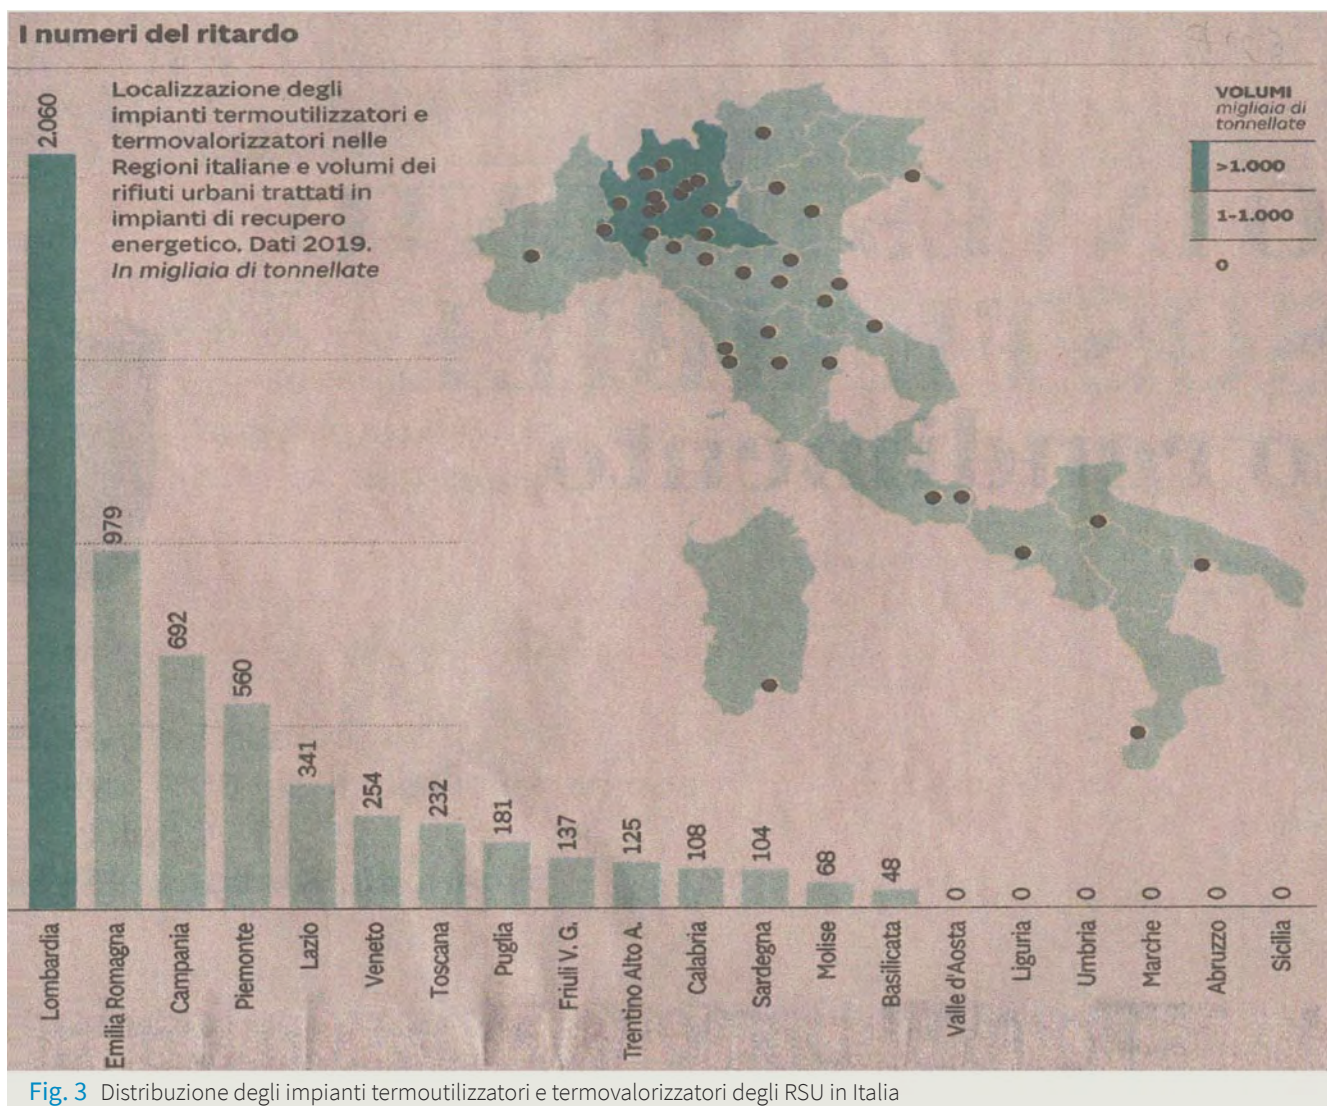 I numeri del ritardo
Localizzazione degli
impianti termoutilizzatori e
termovalorizzatori nelle
Regioni italiane e volumi dei
rifiuti urbani trattati in
impianti di recupero
energetico. Dati 2019.
In migliaia di tonnellate
VOLUMI
migliaia di
tonnellate
>1.000
1-1.000
0
2.060
979
692
560
341
254
232
181
137
125
108
104
68
48
0
0
0
0
0
0
Lombardia
Emilia Romagna
Campania
Piemonte
Lazio
Veneto
Toscana
Puglia
Friuli V. G.
Trentino Alto A.
Calabria
Sardegna
Molise
Basilicata
Valle d'Aosta
Liguria
Umbria
Marche
Abruzzo
Sicilia
Fig. 3 Distribuzione degli impianti termoutilizzatori e termovalorizzatori degli RSU in Italia